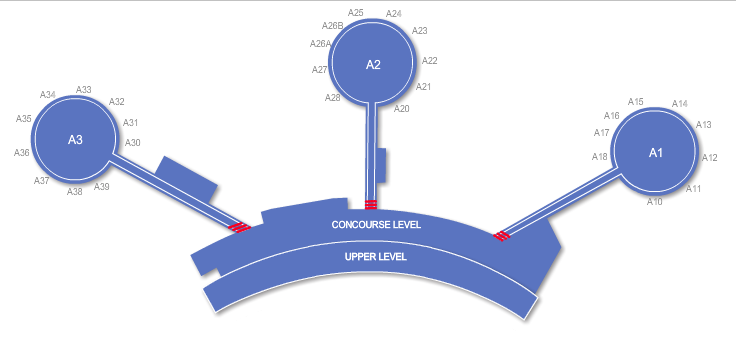 A25
A24
A26B
A23
A26A
A2
A22
A27
A21
A28
A20
A33
A34
A32
A35
A31
A3
A30
A36
A37
A38
A39
A15
A14
A16
A13
A17
A18
A1
A12
A11
A10
CONCOURSE LEVEL
UPPER LEVEL